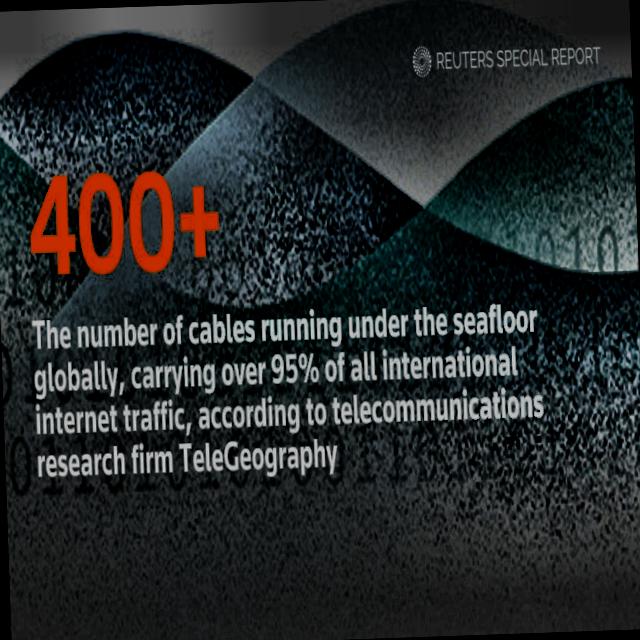 REUTERS SPECIAL REPORT
400+
The number of cables running under the seafloor
globally, carrying over 95% of all international
internet traffic, according to telecommunications
research firm TeleGeography